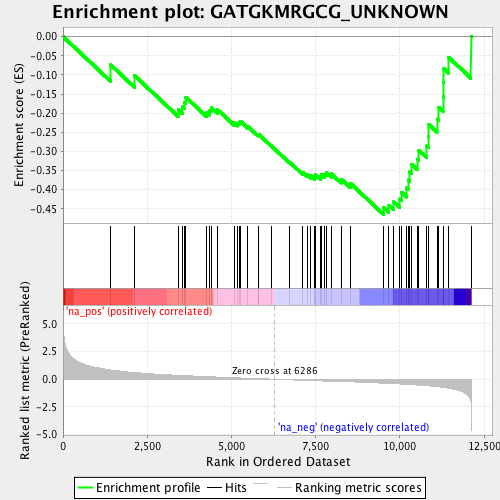 Enrichment plot: GATGKMRGCG_UNKNOWN
Enrichment score (ES)
0.00
-0.05
-0.10
-0.15
-0.20
-0.25
-0.30
-0.35
-0.40
-0.45
'na_pos' (positively correlated)
Ranked list metric (PreRanked)
5.0
2.5
0.0
-2.5
-5.0
Zero cross at 6286
'na_neg' (negatively correlated)
0
2,500
5,000
7,500
10,000
12,500
Rank in Ordered Dataset
Enrichment profile
Hits
Ranking metric scores